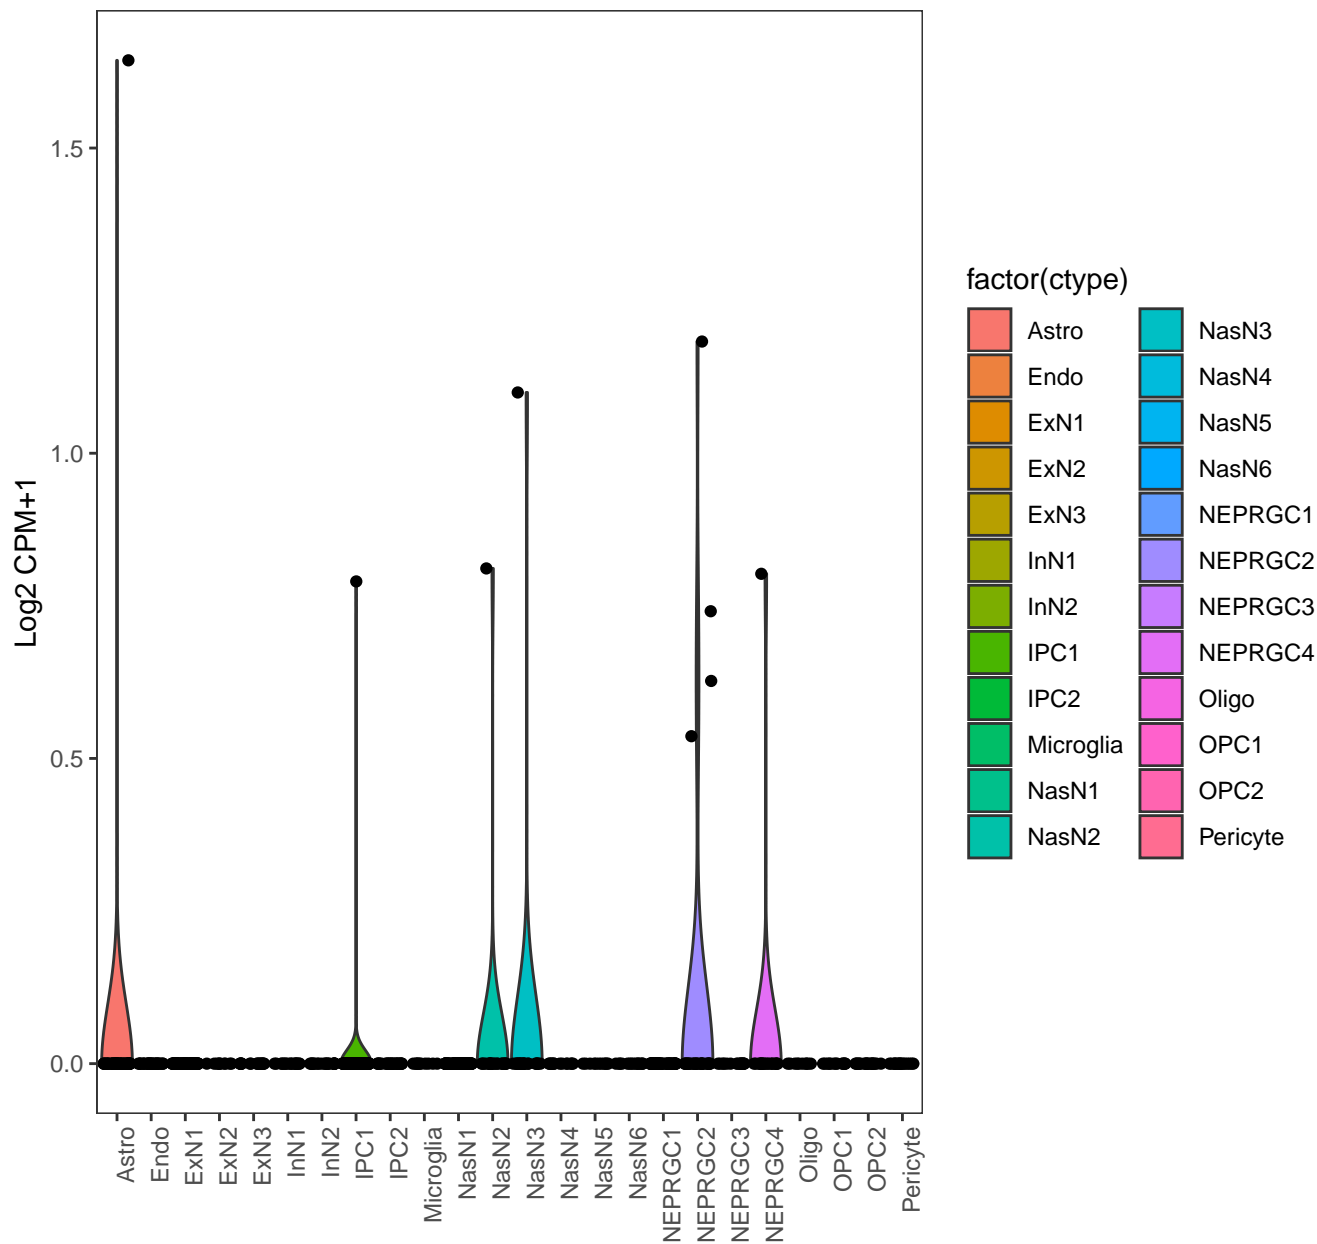 Log2 CPM+1
1.5
1.0
0.5
0.0
Astro
Endo
ExN1
ExN2
ExN3
InN1
InN2
IPC1
IPC2
Microglia
NasN1
NasN2
NasN3
NasN4
NasN5
NasN6
NEPRGC1
NEPRGC2
NEPRGC3
NEPRGC4
Oligo
OPC1
OPC2
Pericyte
factor(ctype)
Astro
Endo
ExN1
ExN2
ExN3
InN1
InN2
IPC1
IPC2
Microglia
NasN1
NasN2
NasN3
NasN4
NasN5
NasN6
NEPRGC1
NEPRGC2
NEPRGC3
NEPRGC4
Oligo
OPC1
OPC2
Pericyte